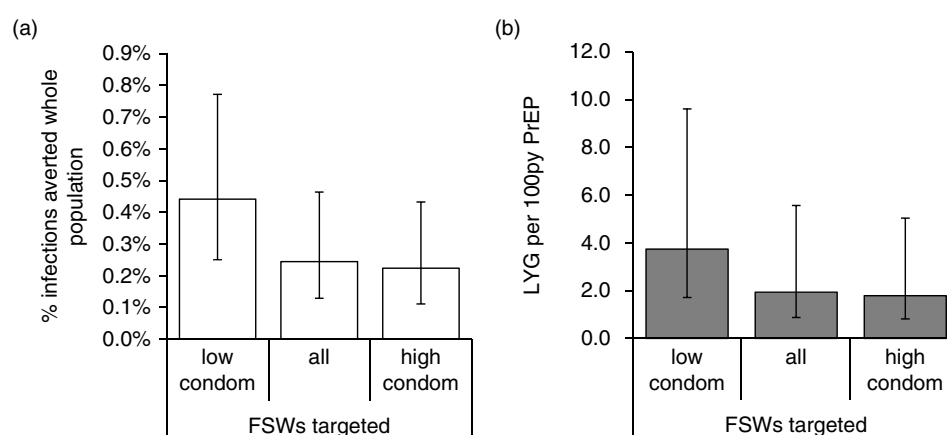 (a)
% infections averted whole
population
0.9%
0.8%
0.7%
0.6%
0.5%
0.4%
0.3%
0.2%
0.1%
0.0%
low
condom
all
high
condom
FSWs targeted
(b)
LYG per 100py PrEP
12.0
10.0
8.0
6.0
4.0
2.0
0.0
low
condom
all
high
condom
FSWs targeted